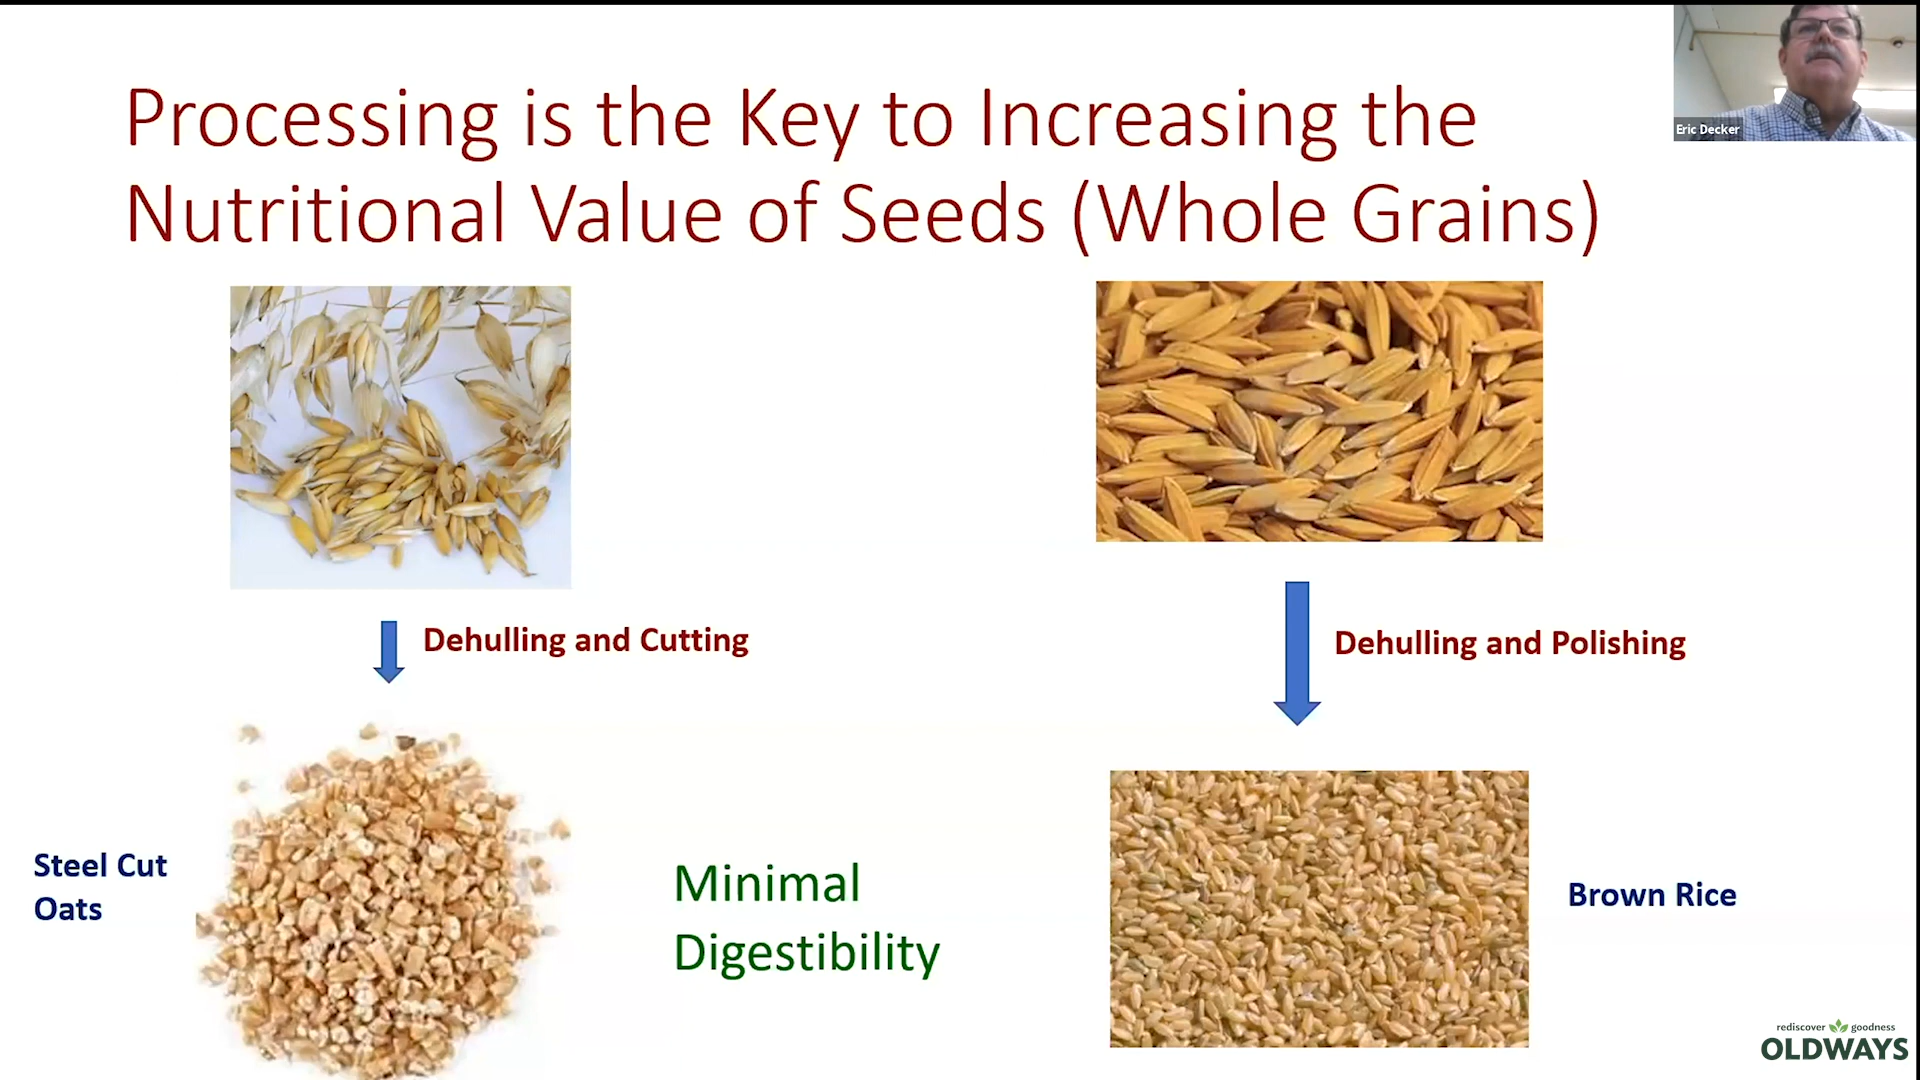 Processing is the Key to Increasing the
Nutritional Value of Seeds (Whole Grains)
Eric Decker
Dehulling and Cutting
Dehulling and Polishing
Steel Cut
Oats
Minimal
Digestibility
Brown Rice
rediscover goodness
OLDWAYS